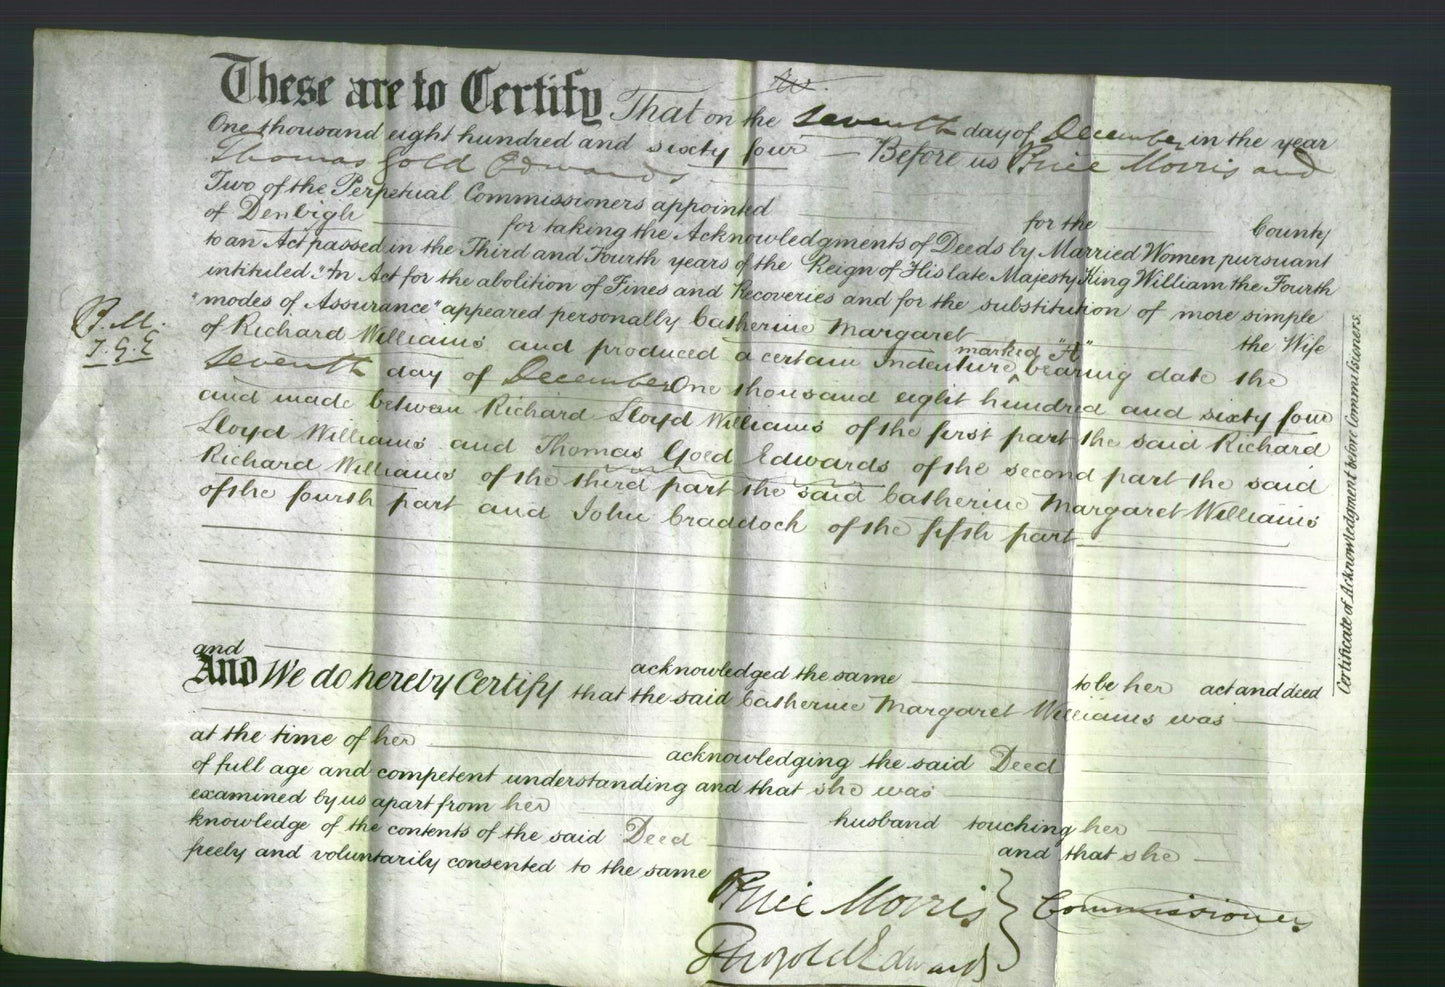 These are to Certify That on the seventh day of December in the year
One thousand eight hundred and sixty four Before us Price Morris and
Thomas Gold Edwards
Two of the Perpetual Commissioners appointed for the County
of Denbigh for taking the Acknowledgments of Deeds by Married Women pursuant
to an Act passed in the Third and Fourth years of the Reign of His late Majesty King William the Fourth
intituled "An Act for the abolition of Fines and Recoveries and for the substitution of more simple
"modes of Assurance" appeared personally Catherine Margaret the Wife
of Richard Williams and produced a certain Indenture marked "A" bearing date the
seventh day of December One thousand eight hundred and sixty four
and made between Richard Lloyd Williams of the first part the said Richard
Lloyd Williams and Thomas Goed Edwards of the second part the said
Richard Williams of the third part the said Catherine Margaret Williams
of the fourth part and John Craddock of the fifth part
and acknowledged the same to be her act and deed
And We do hereby Certify that the said Catherine Margaret Williams was
at the time of her acknowledging the said Deed
of full age and competent understanding and that she was
examined by us apart from her husband touching her
knowledge of the contents of the said Deed and that she
freely and voluntarily consented to the same
Price Morris
Thos Gold Edwards
Commissioners
P. M.
T. G. E
Certificate of Acknowledgment before Commissioners.